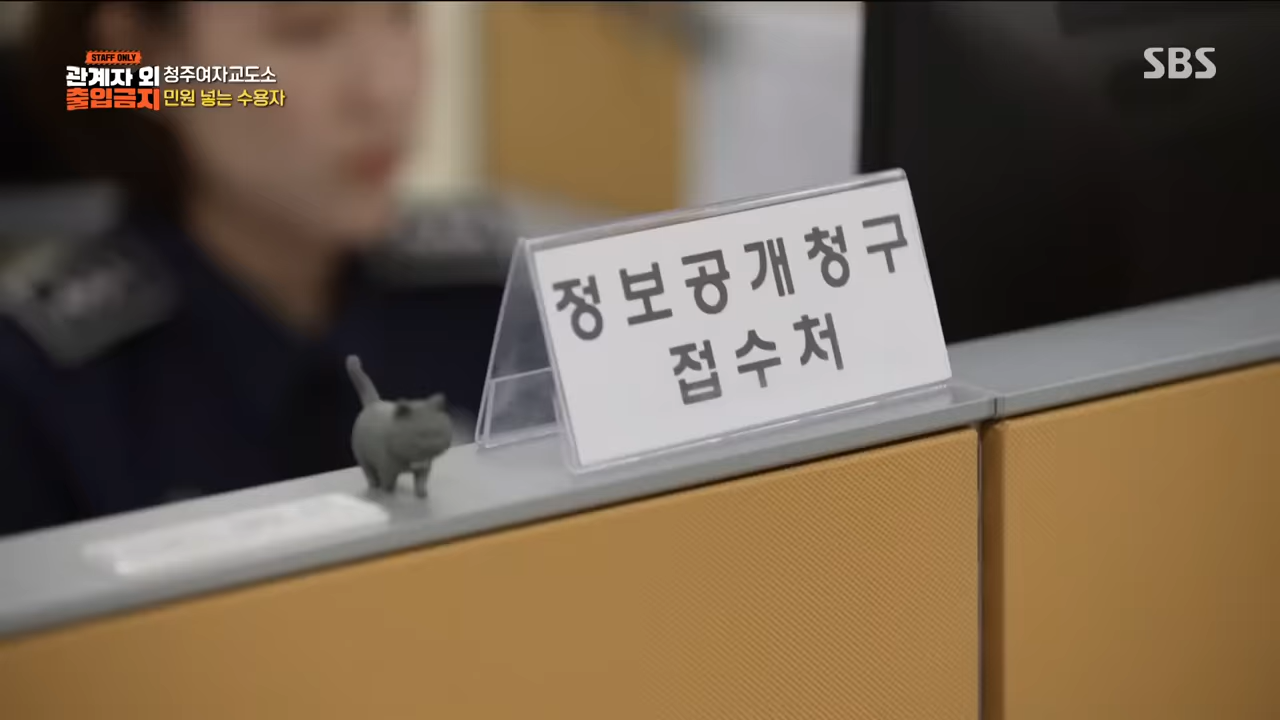 STAFF ONLY
관계자 외
출입금지
청주여자교도소
민원 넣는 수용자
SBS
정보공개청구
접수처